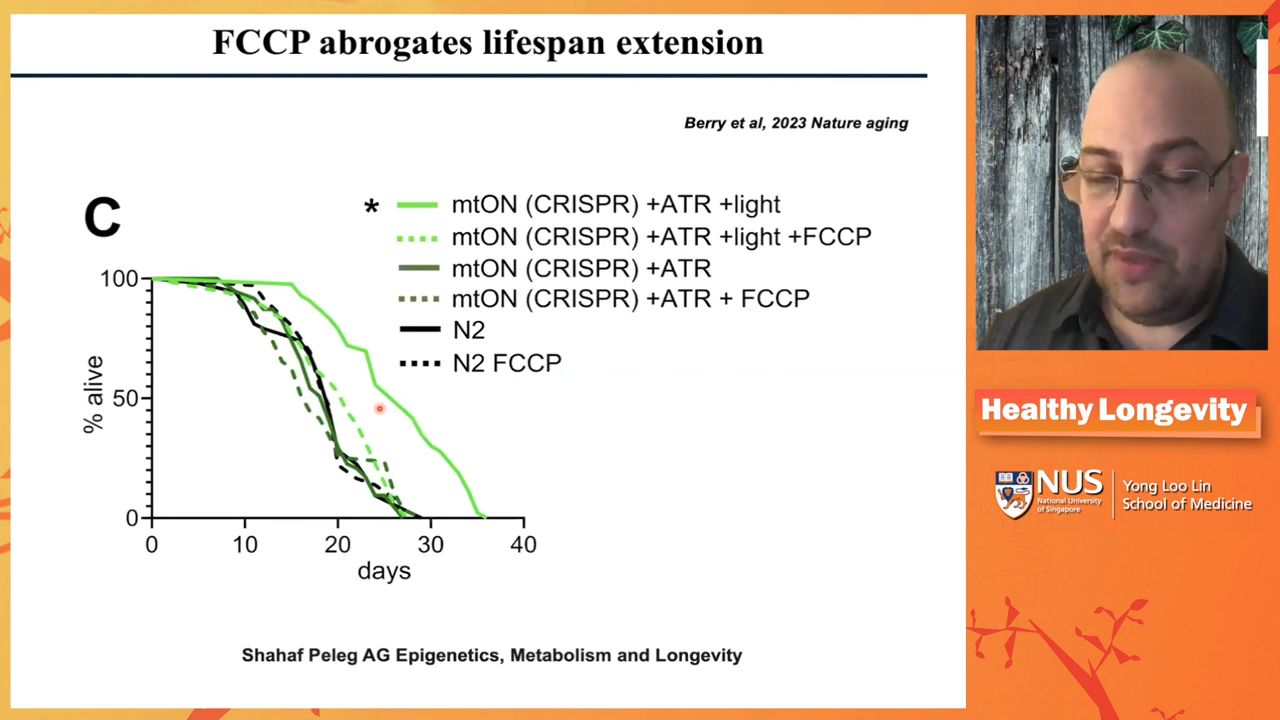 FCCP abrogates lifespan extension
Berry et al, 2023 Nature aging
C
* mtON (CRISPR) +ATR +light
mtON (CRISPR) +ATR +light +FCCP
mtON (CRISPR) +ATR
mtON (CRISPR) +ATR + FCCP
N2
N2 FCCP
100
50
0
% alive
0 10 20 30 40
days
Shahaf Peleg AG Epigenetics, Metabolism and Longevity
Healthy Longevity
NUS
National University
of Singapore
Yong Loo Lin
School of Medicine